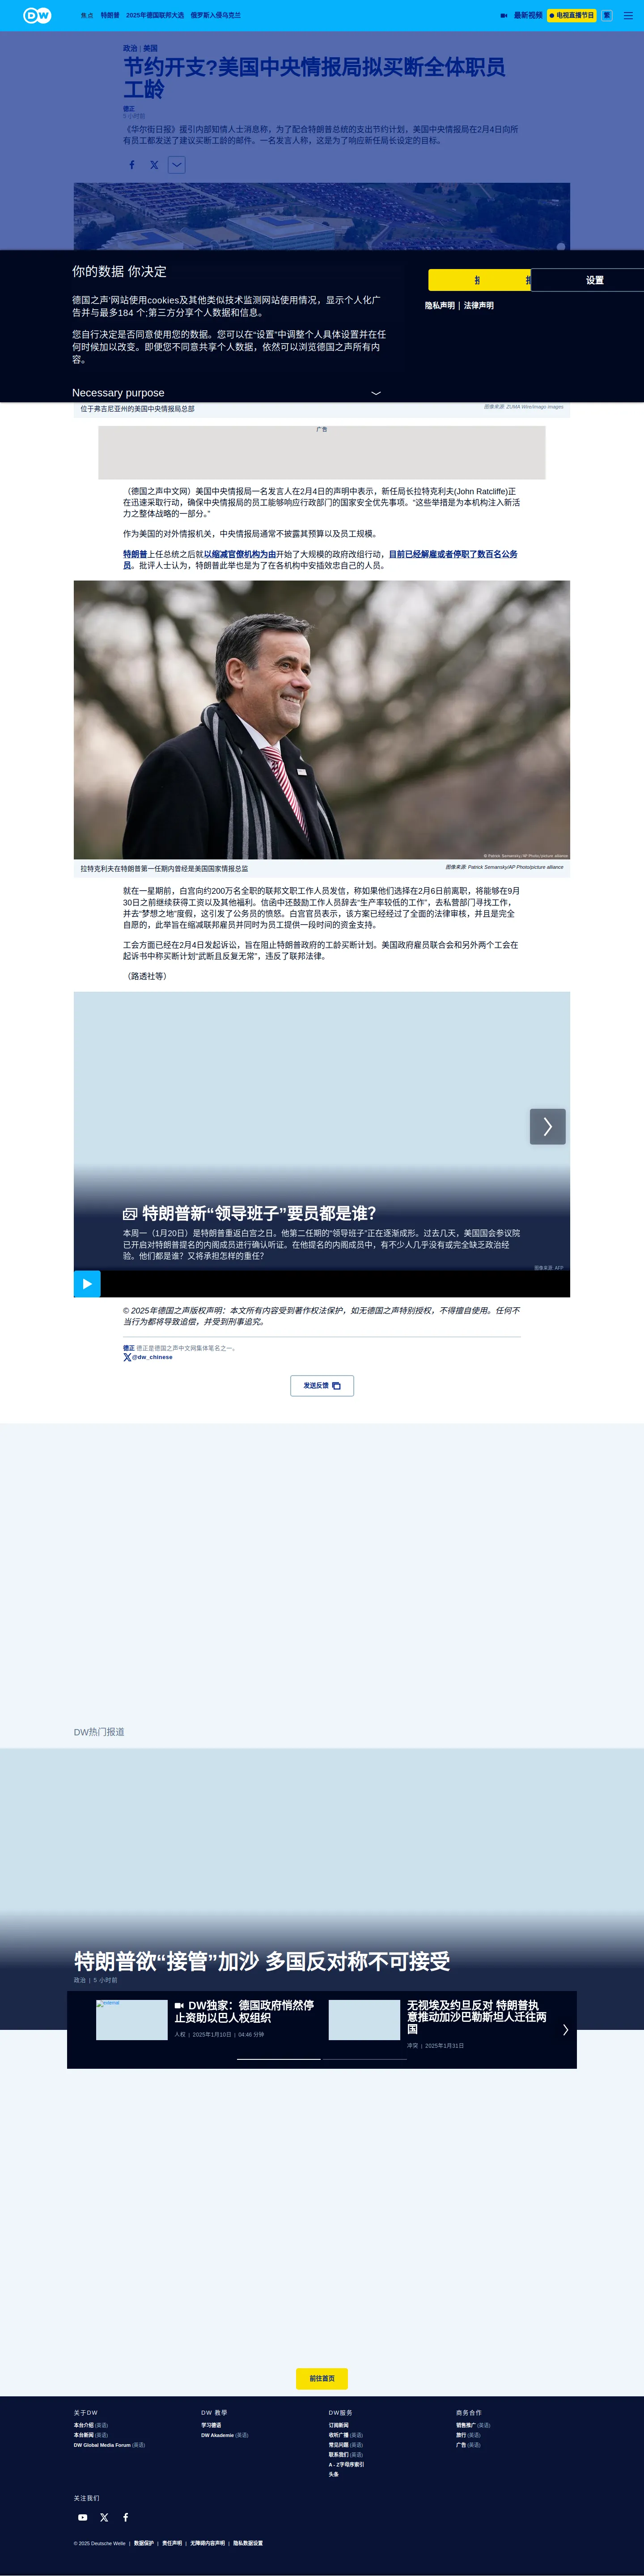 DW
焦点
特朗普
2025年德国联邦大选
俄罗斯入侵乌克兰
最新视频
电视直播节目
繁
政治
美国
节约开支?美国中央情报局拟买断全体职员
工龄
德正
5 小时前
《华尔街日报》援引内部知情人士消息称，为了配合特朗普总统的支出节约计划，美国中央情报局在2月4日向所
有员工都发送了建议买断工龄的邮件。一名发言人称，这是为了响应新任局长设定的目标。
你的数据 你决定
德国之声'网站使用cookies及其他类似技术监测网站使用情况，显示个人化广
告并与最多184 个;第三方分享个人数据和信息。
您自行决定是否同意使用您的数据。您可以在“设置”中调整个人具体设置并在任
何时候加以改变。即便您不同意共享个人数据，依然可以浏览德国之声所有内
容。
Necessary purpose
设置
隐私声明 | 法律声明
位于弗吉尼亚州的美国中央情报局总部
图像来源: ZUMA Wire/imago images
广告
（德国之声中文网）美国中央情报局一名发言人在2月4日的声明中表示，新任局长拉特克利夫(John Ratcliffe)正
在迅速采取行动，确保中央情报局的员工能够响应行政部门的国家安全优先事项。“这些举措是为本机构注入新活
力之整体战略的一部分。”
作为美国的对外情报机关，中央情报局通常不披露其预算以及员工规模。
特朗普上任总统之后就以缩减官僚机构为由开始了大规模的政府改组行动，目前已经解雇或者停职了数百名公务
员。批评人士认为，特朗普此举也是为了在各机构中安插效忠自己的人员。
© Patrick Semansky/AP Photo/picture alliance
拉特克利夫在特朗普第一任期内曾经是美国国家情报总监
图像来源: Patrick Semansky/AP Photo/picture alliance
就在一星期前，白宫向约200万名全职的联邦文职工作人员发信，称如果他们选择在2月6日前离职，将能够在9月
30日之前继续获得工资以及其他福利。信函中还鼓励工作人员辞去“生产率较低的工作”，去私营部门寻找工作，
并去“梦想之地”度假，这引发了公务员的愤怒。白宫官员表示，该方案已经经过了全面的法律审核，并且是完全
自愿的，此举旨在缩减联邦雇员并同时为员工提供一段时间的资金支持。
工会方面已经在2月4日发起诉讼，旨在阻止特朗普政府的工龄买断计划。美国政府雇员联合会和另外两个工会在
起诉书中称买断计划“武断且反复无常”，违反了联邦法律。
（路透社等）
特朗普新“领导班子”要员都是谁？
本周一（1月20日）是特朗普重返白宫之日。他第二任期的“领导班子”正在逐渐成形。过去几天，美国国会参议院
已开启对特朗普提名的内阁成员进行确认听证。在他提名的内阁成员中，有不少人几乎没有或完全缺乏政治经
验。他们都是谁？又将承担怎样的重任？
图像来源: AFP
© 2025年德国之声版权声明：本文所有内容受到著作权法保护，如无德国之声特别授权，不得擅自使用。任何不
当行为都将导致追偿，并受到刑事追究。
德正 德正是德国之声中文网集体笔名之一。
@dw_chinese
发送反馈
DW热门报道
特朗普欲“接管”加沙 多国反对称不可接受
政治 | 5 小时前
external
DW独家：德国政府悄然停
止资助以巴人权组织
人权 | 2025年1月10日 | 04:46 分钟
无视埃及约旦反对 特朗普执
意推动加沙巴勒斯坦人迁往两
国
冲突 | 2025年1月31日
前往首页
关于DW
本台介绍 (英语)
本台新闻 (英语)
DW Global Media Forum (英语)
DW 教學
学习德语
DW Akademie (英语)
DW服务
订阅新闻
收听广播 (英语)
常见问题 (英语)
联系我们 (英语)
A - Z字母序索引
头条
商务合作
销售推广 (英语)
旅行 (英语)
广告 (英语)
关注我们
© 2025 Deutsche Welle | 数据保护 | 责任声明 | 无障碍内容声明 | 隐私数据设置